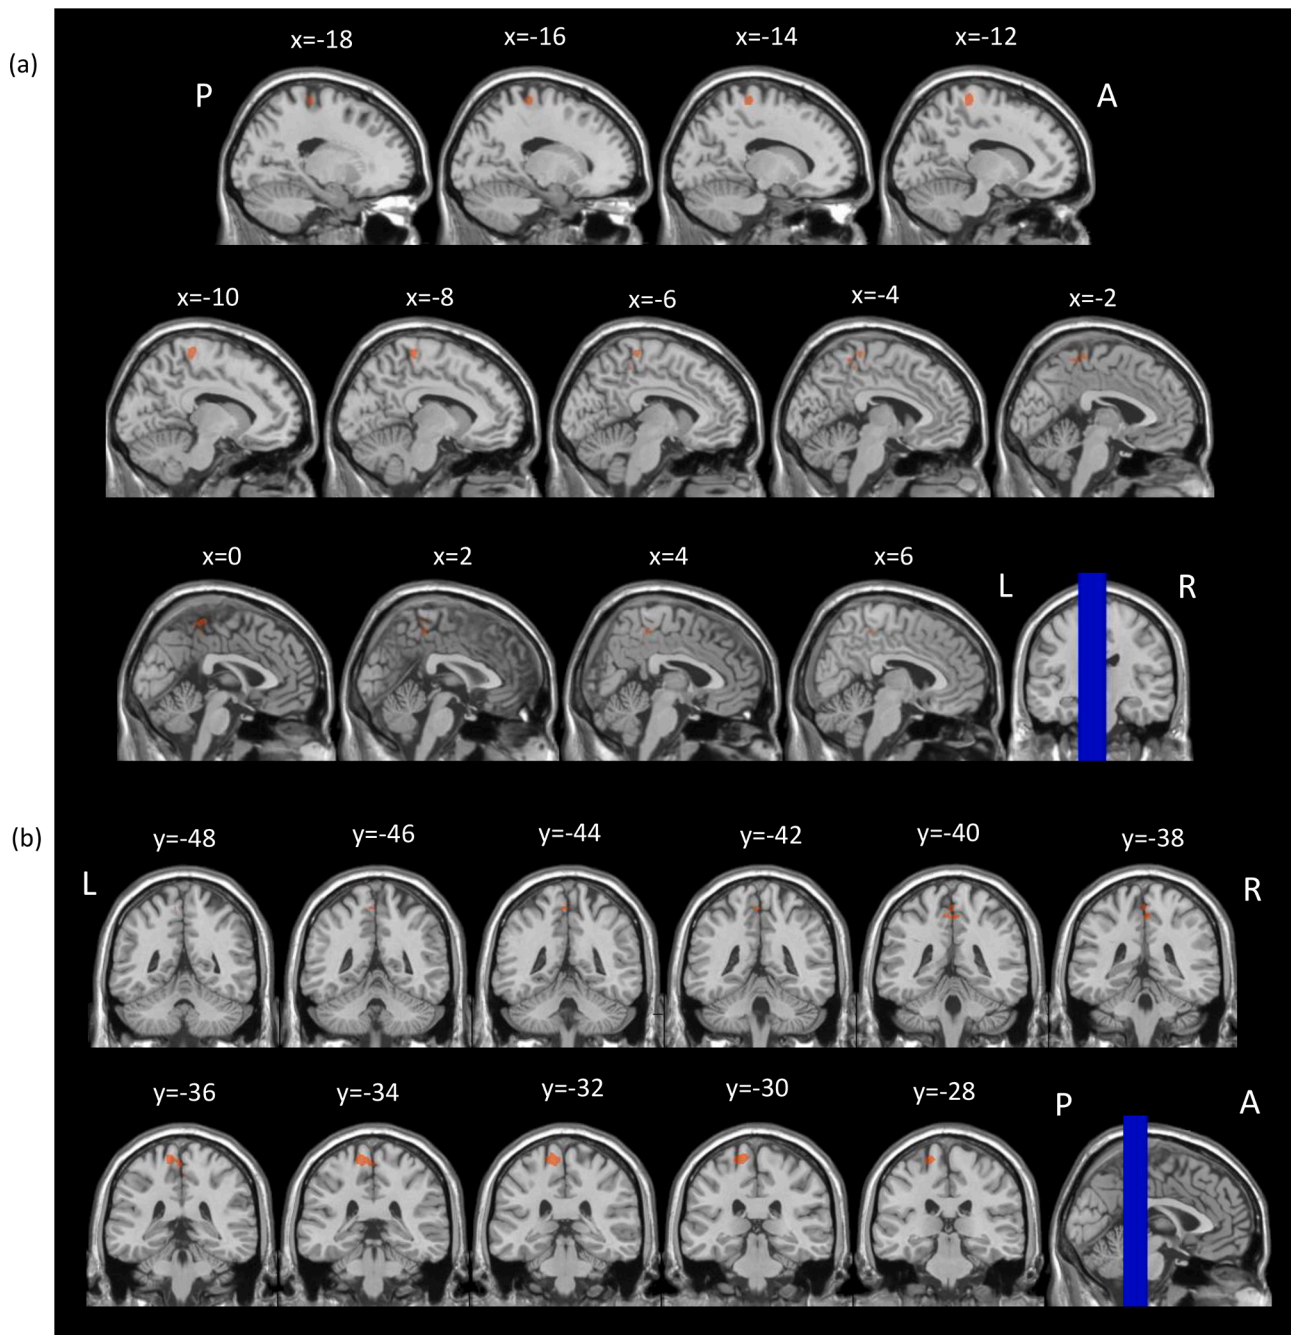 (a)
x=-18 x=-16 x=-14 x=-12
P A
x=-10 x=-8 x=-6 x=-4 x=-2
x=0 x=2 x=4 x=6
L R
(b)
y=-48 y=-46 y=-44 y=-42 y=-40 y=-38
L R
y=-36 y=-34 y=-32 y=-30 y=-28
P A